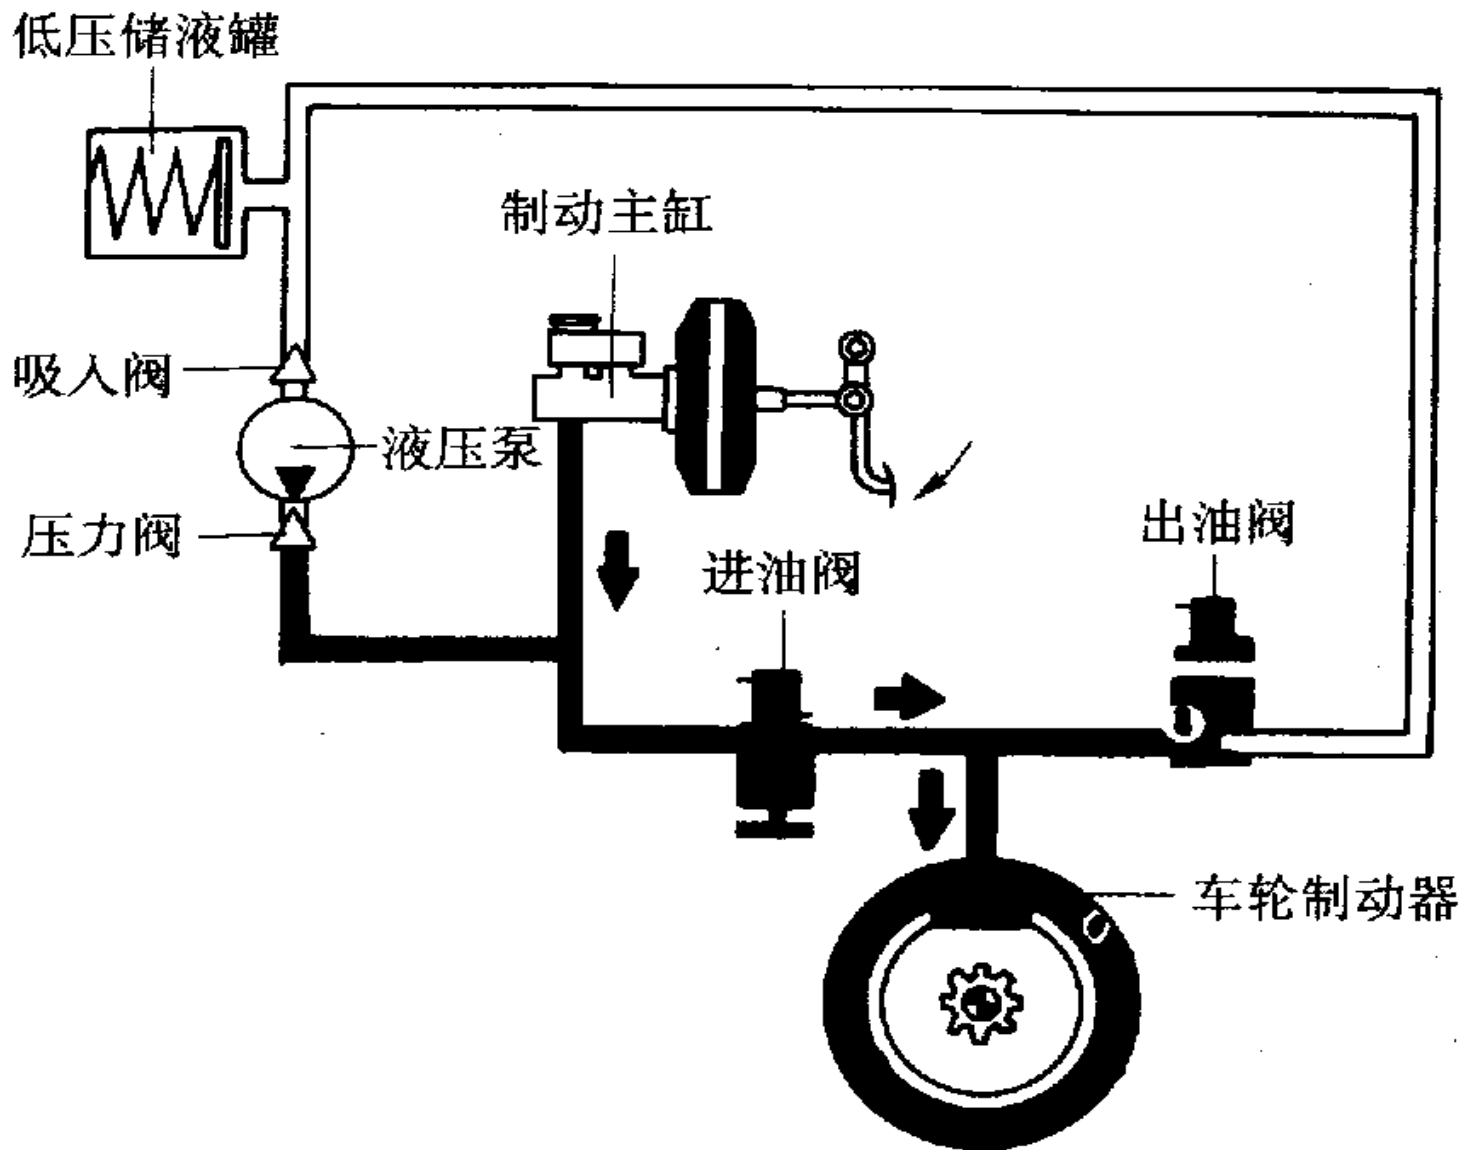 低压储液罐
制动主缸
吸入阀
液压泵
压力阀
出油阀
进油阀
车轮制动器